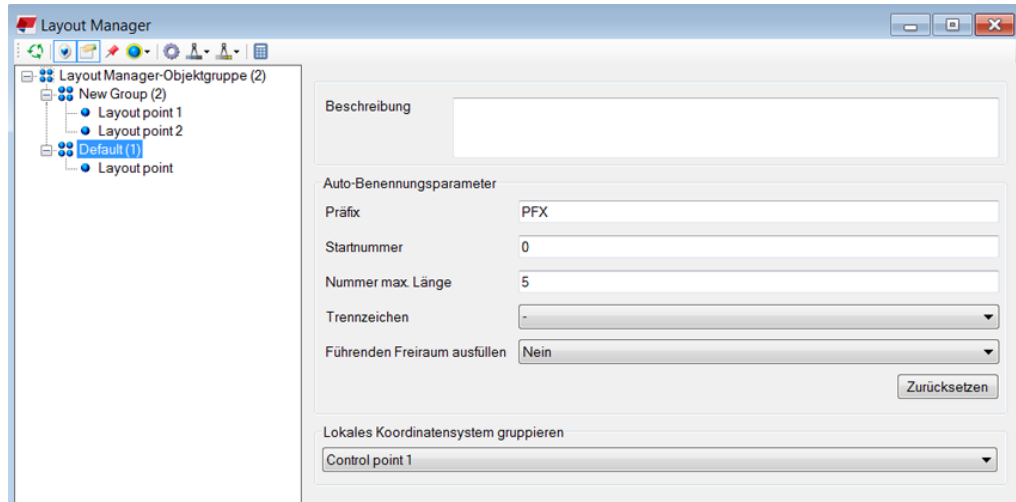 Layout Manager
Layout Manager-Objektgruppe (2)
New Group (2)
Layout point 1
Layout point 2
Default (1)
Layout point
Beschreibung
Auto-Benennungsparameter
Präfix PFX
Startnummer 0
Nummer max. Länge 5
Trennzeichen -
Führenden Freiraum ausfüllen Nein
Zurücksetzen
Lokales Koordinatensystem gruppieren
Control point 1